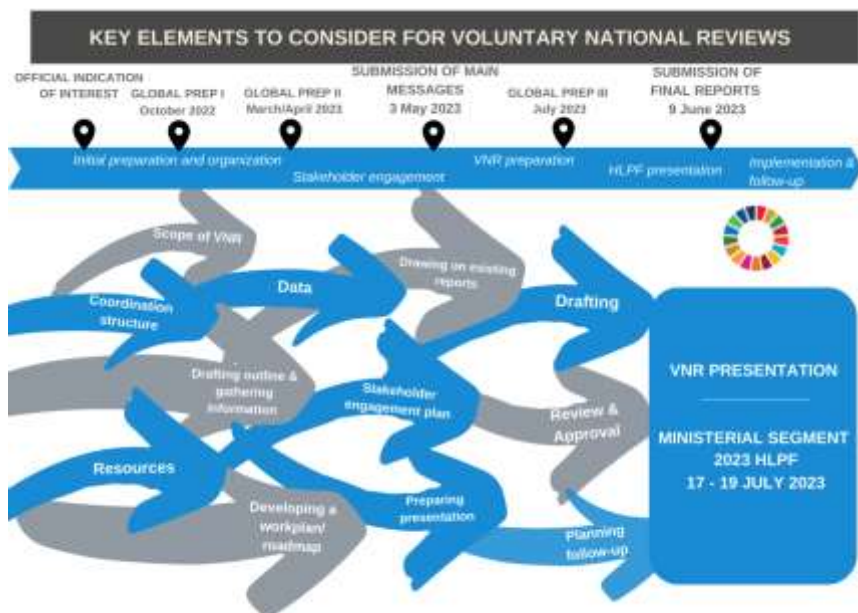 KEY ELEMENTS TO CONSIDER FOR VOLUNTARY NATIONAL REVIEWS
OFFICIAL INDICATION
OF INTEREST
GLOBAL PREP I
October 2022
GLOBAL PREP II
March/April 2023
SUBMISSION OF MAIN
MESSAGES
3 May 2023
GLOBAL PREP III
July 2023
SUBMISSION OF
FINAL REPORTS
9 June 2023
Initial preparation and organization
Stakeholder engagement
VNR preparation
HLPF presentation
Implementation &
follow-up
Scope of VNR
Coordination
structure
Data
Drawing on existing
reports
Drafting
Drafting outline &
gathering
information
Stakeholder
engagement plan
Review &
Approval
Resources
Developing a
workplan/
roadmap
Preparing
presentation
Planning
follow-up
VNR PRESENTATION
MINISTERIAL SEGMENT
2023 HLPF
17 - 19 JULY 2023